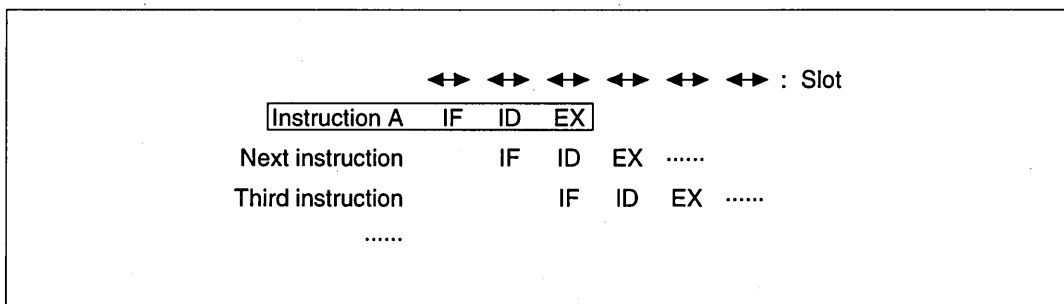 : Slot
Instruction A IF ID EX
Next instruction IF ID EX ......
Third instruction IF ID EX ......
......